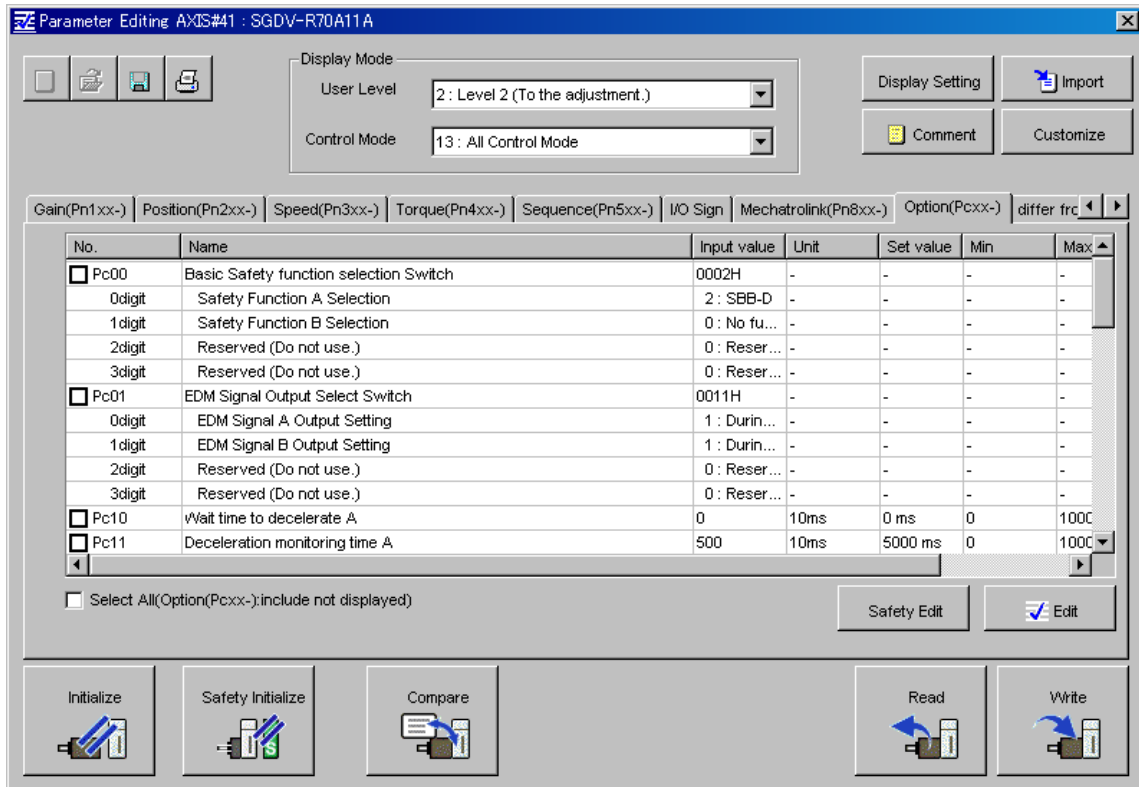 Parameter Editing AXIS#41 : SGDV-R70A11A
Display Mode
User Level 2 : Level 2 (To the adjustment.)
Control Mode 13 : All Control Mode
Display Setting Import
Comment Customize
Gain(Pn1xx-) Position(Pn2xx-) Speed(Pn3xx-) Torque(Pn4xx-) Sequence(Pn5xx-) I/O Sign Mechatrolink(Pn8xx-) Option(Pcxx-) differ frc
No. Name Input value Unit Set value Min Max
Pc00 Basic Safety function selection Switch 0002H - - - -
0digit Safety Function A Selection 2 : SBB-D - - - -
1digit Safety Function B Selection 0 : No fu... - - - -
2digit Reserved (Do not use.) 0 : Reser... - - - -
3digit Reserved (Do not use.) 0 : Reser... - - - -
Pc01 EDM Signal Output Select Switch 0011H - - - -
0digit EDM Signal A Output Setting 1 : Durin... - - - -
1digit EDM Signal B Output Setting 1 : Durin... - - - -
2digit Reserved (Do not use.) 0 : Reser... - - - -
3digit Reserved (Do not use.) 0 : Reser... - - - -
Pc10 Wait time to decelerate A 0 10ms 0 ms 0 1000
Pc11 Deceleration monitoring time A 500 10ms 5000 ms 0 1000
Select All(Option(Pcxx-):include not displayed)
Safety Edit Edit
Initialize Safety Initialize Compare Read Write
S